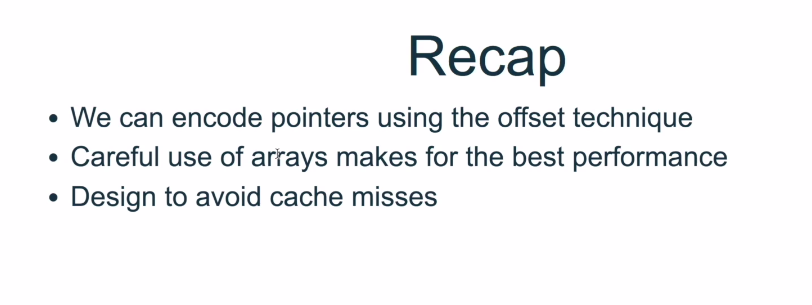 Recap
• We can encode pointers using the offset technique
• Careful use of arrays makes for the best performance
• Design to avoid cache misses